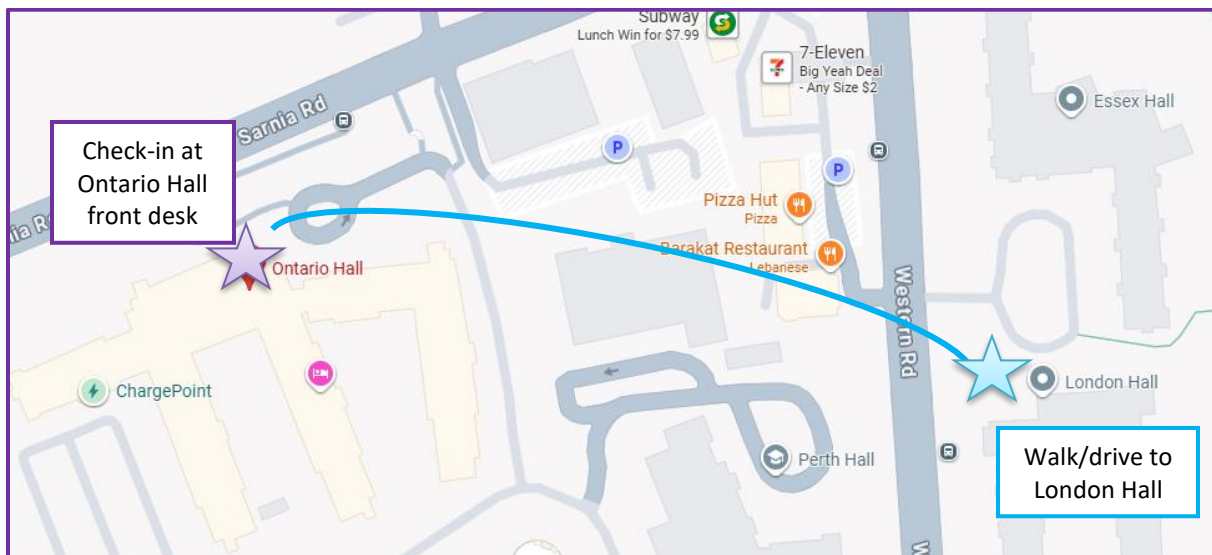 Subway
Lunch Win for $7.99
7-Eleven
Big Yeah Deal
- Any Size $2
Essex Hall
Sarnia Rd
Check-in at
Ontario Hall
front desk
nia Rd
P
P
Pizza Hut
Pizza
Barakat Restaurant
Lebanese
Ontario Hall
Western Rd
ChargePoint
London Hall
Perth Hall
Walk/drive to
London Hall
W